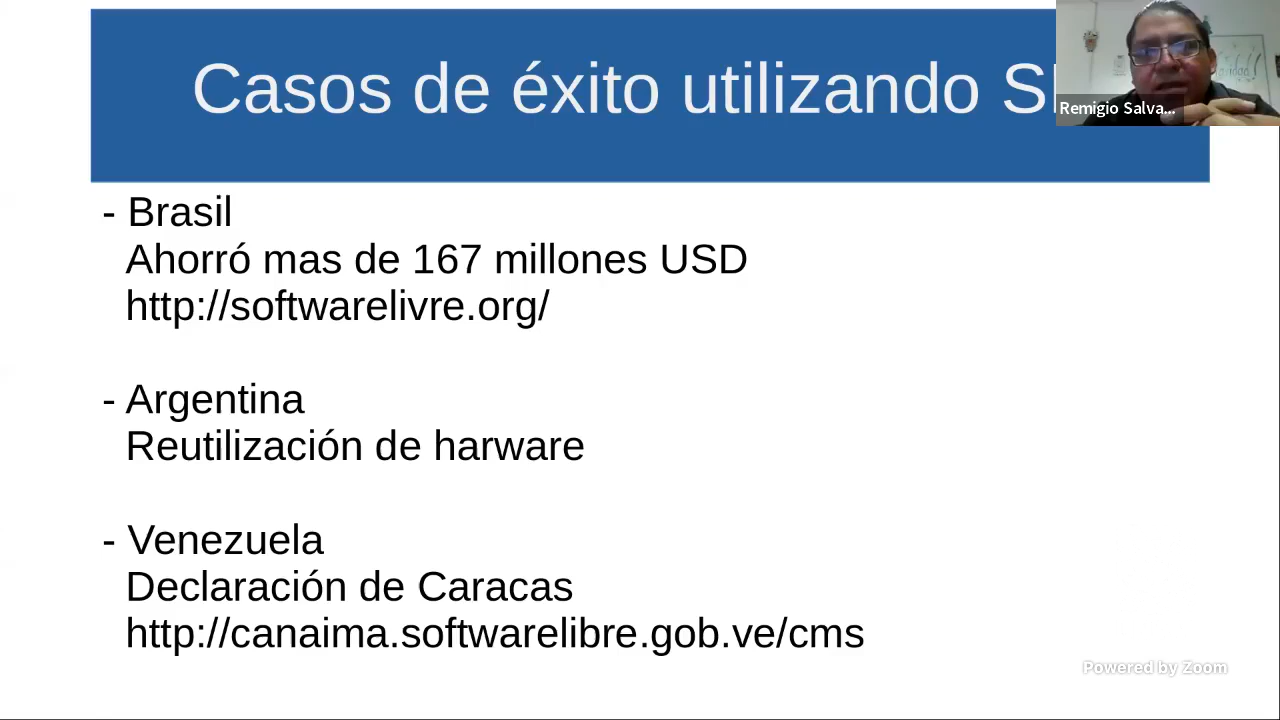 Casos de éxito utilizando
Remigio Salva...
- Brasil
Ahorró mas de 167 millones USD
http://softwarelivre.org/
- Argentina
Reutilización de harware
- Venezuela
Declaración de Caracas
http://canaima.softwarelibre.gob.ve/cms
Powered by Zoom